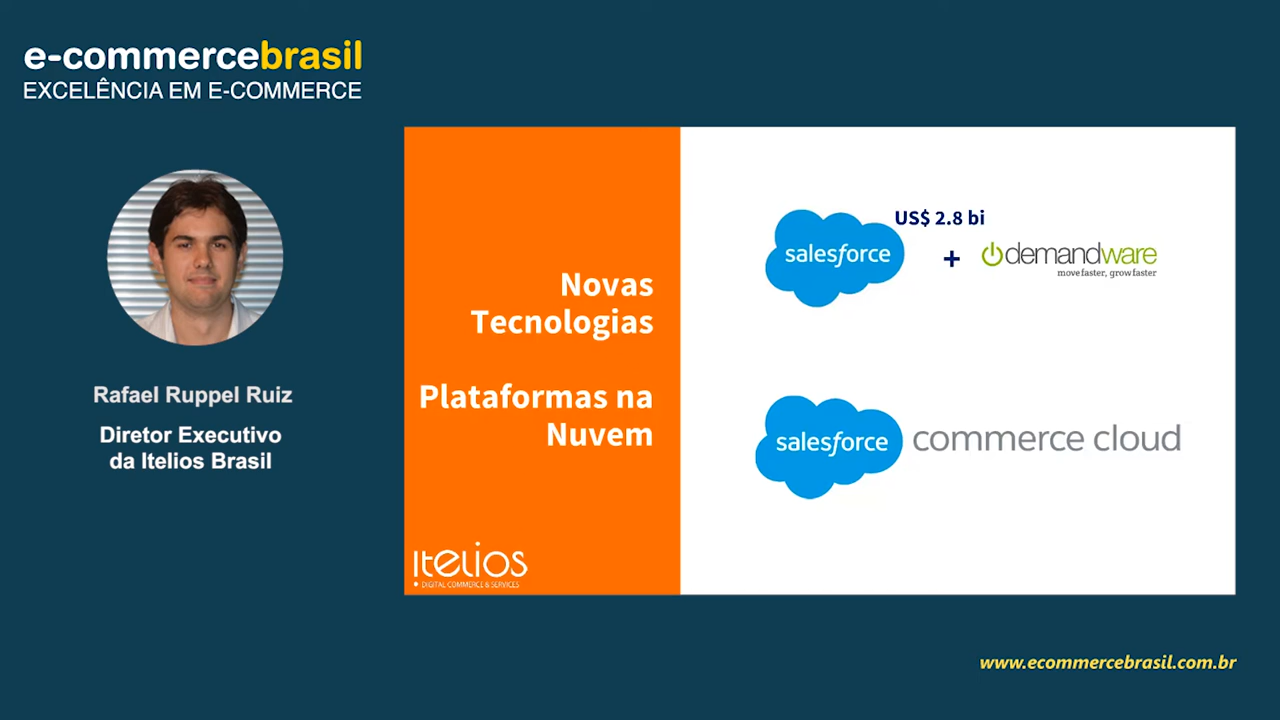 e-commercebrasil
EXCELÊNCIA EM E-COMMERCE
Rafael Ruppel Ruiz
Diretor Executivo
da Itelios Brasil
Novas
Tecnologias
Plataformas na
Nuvem
Itelios
DIGITAL COMMERCE & SERVICES
US$ 2.8 bi
salesforce + demandware
move faster, grow faster
salesforce commerce cloud
www.ecommercebrasil.com.br